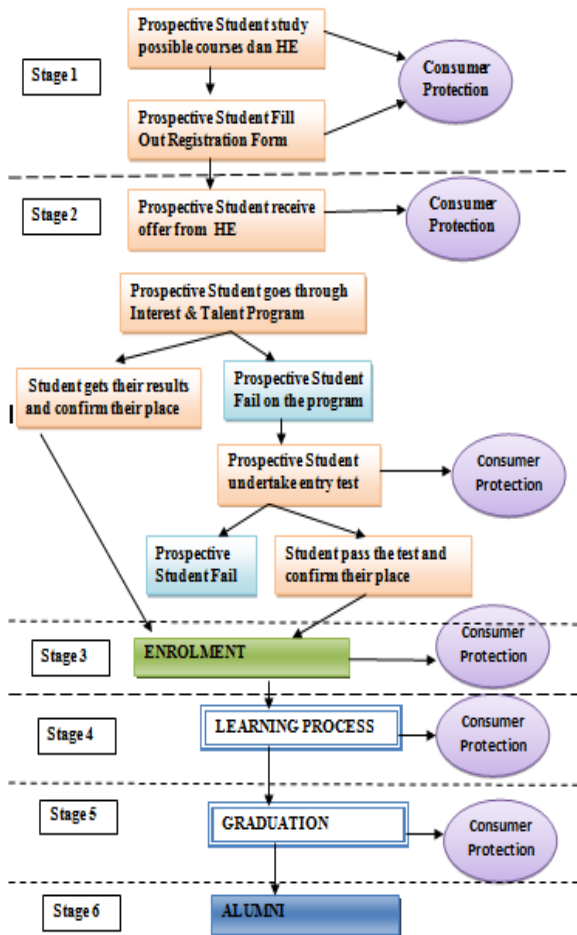 Prospective Student study
possible courses dan HE
Stage 1
Consumer
Protection
Prospective Student Fill
Out Registration Form
Stage 2
Prospective Student receive
offer from HE
Consumer
Protection
Prospective Student goes through
Interest & Talent Program
Student gets their results
and confirm their place
Prospective Student
Fail on the program
Prospective Student
undertake entry test
Consumer
Protection
Prospective
Student Fail
Student pass the test and
confirm their place
Stage 3
ENROLMENT
Consumer
Protection
Stage 4
LEARNING PROCESS
Consumer
Protection
Stage 5
GRADUATION
Consumer
Protection
Stage 6
ALUMNI